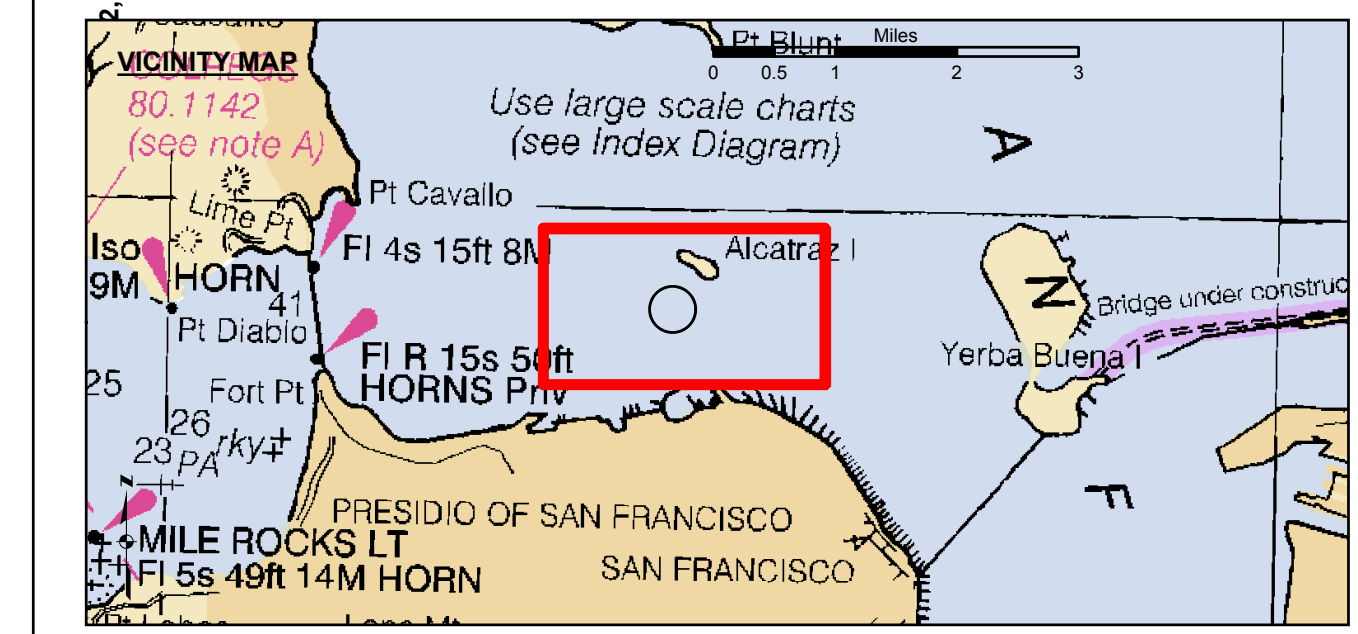 Pt Blunt
Miles
VICINITY MAP
0 0.5 1 2 3
COLREGS
80.1142
(see note A)
Use large scale charts
(see Index Diagram)
A
Lime Pt
Pt Cavallo
Iso
9M
HORN
Fl 4s 15ft 8M
Alcatraz I
41
Pt Diablo
N
Bridge under construc
Fl R 15s 50ft
HORNS Priv
Yerba Buena I
25
Fort Pt
26
23
PA
rky
N
F
PRESIDIO OF SAN FRANCISCO
MILE ROCKS LT
Fl 5s 49ft 14M HORN
SAN FRANCISCO